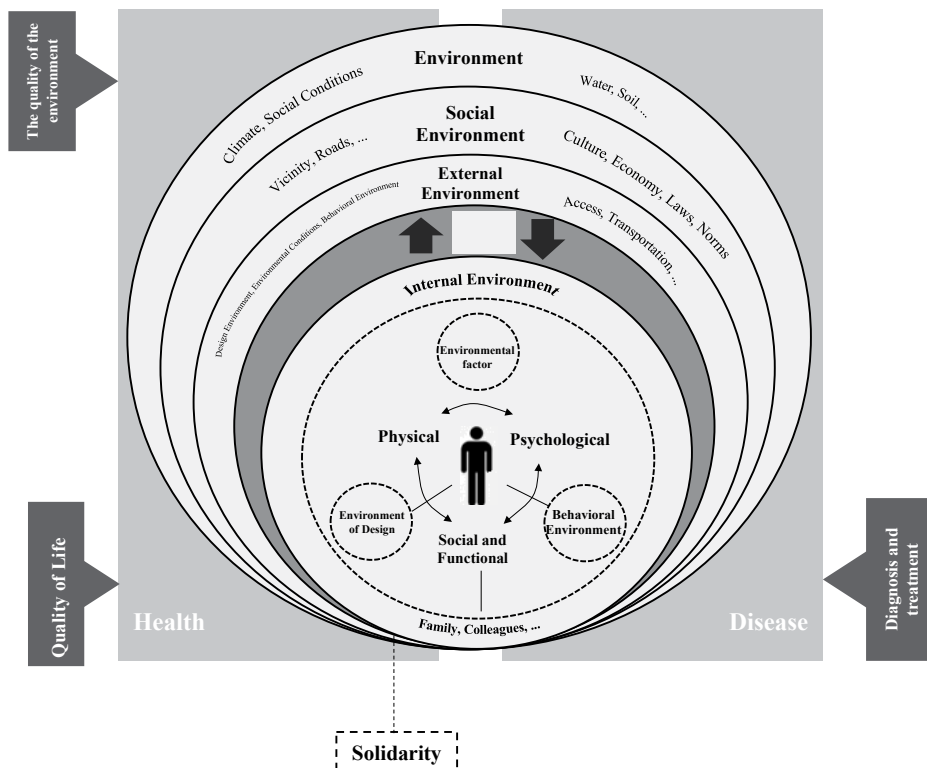 The quality of the
environment
Environment
Climate, Social Conditions
Water, Soil, ...
Social
Environment
Vicinity, Roads, ...
Culture, Economy, Laws, Norms
External
Environment
Design Environment, Environmental Conditions, Behavioral Environment
Access, Transportation, ...
Internal Environment
Environmental
factor
Physical
Psychological
Environment
of Design
Behavioral
Environment
Social and
Functional
Family, Colleagues, ...
Quality of Life
Health
Disease
Diagnosis and
treatment
Solidarity